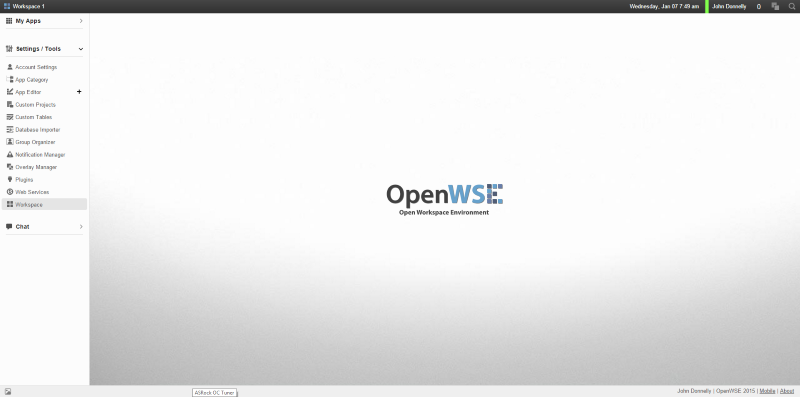 Workspace 1
Wednesday, Jan 07 7:49 am
John Donnelly
0
My Apps
Settings / Tools
Account Settings
App Category
App Editor
Custom Projects
Custom Tables
Database Importer
Group Organizer
Notification Manager
Overlay Manager
Plugins
Web Services
Workspace
Chat
OpenWSE
Open Workspace Environment
ASRock OC Tuner
John Donnelly | OpenWSE 2015 | Mobile | About